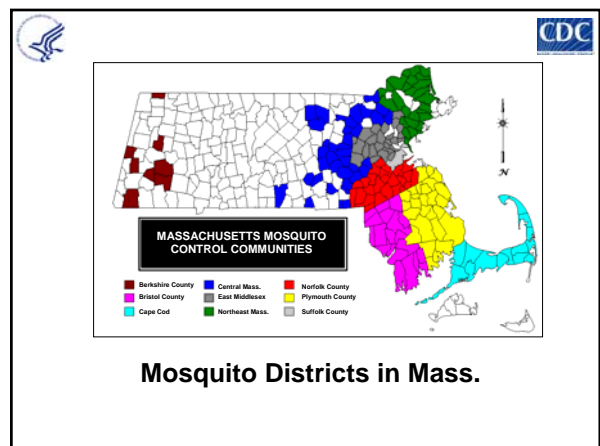 CDC
N
MASSACHUSETTS MOSQUITO
CONTROL COMMUNITIES
Berkshire County
Central Mass.
Norfolk County
Bristol County
East Middlesex
Plymouth County
Cape Cod
Northeast Mass.
Suffolk County
Mosquito Districts in Mass.